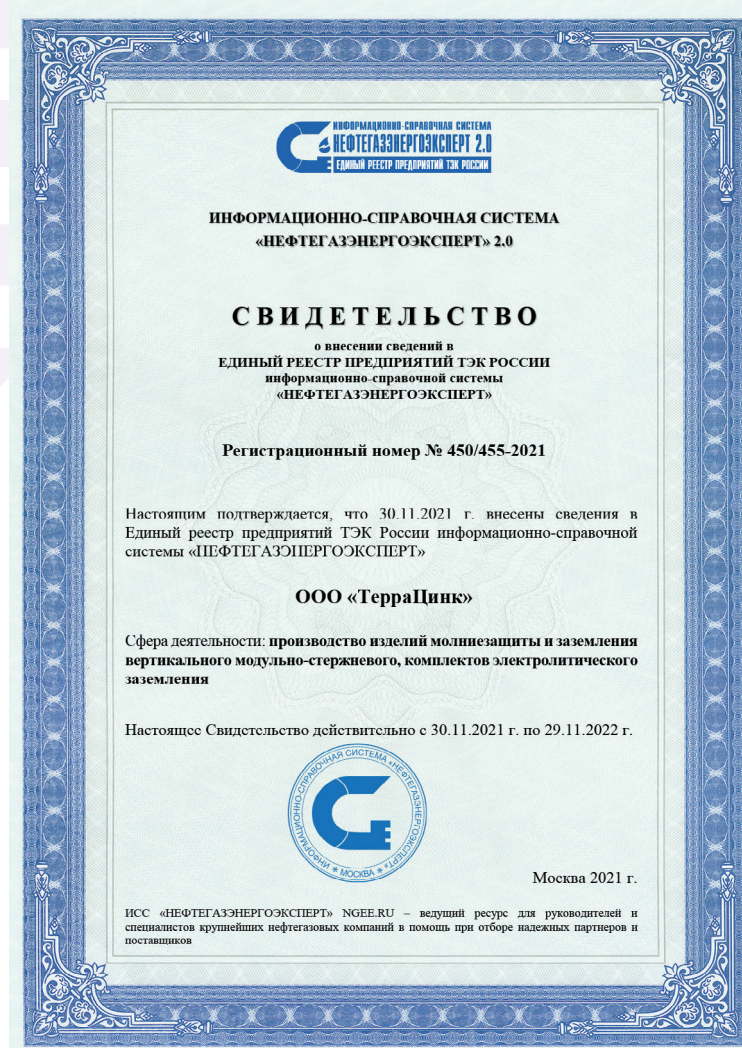 ИНФОРМАЦИОННО-СПРАВОЧНАЯ СИСТЕМА
НЕФТЕГАЗЭНЕРГОЭКСПЕРТ 2.0
ЕДИНЫЙ РЕЕСТР ПРЕДПРИЯТИЙ ТЭК РОССИИ
ИНФОРМАЦИОННО-СПРАВОЧНАЯ СИСТЕМА
«НЕФТЕГАЗЭНЕРГОЭКСПЕРТ» 2.0
СВИДЕТЕЛЬСТВО
о внесении сведений в
ЕДИНЫЙ РЕЕСТР ПРЕДПРИЯТИЙ ТЭК РОССИИ
информационно-справочной системы
«НЕФТЕГАЗЭНЕРГОЭКСПЕРТ»
Регистрационный номер № 450/455-2021
Настоящим подтверждается, что 30.11.2021 г. внесены сведения в
Единый реестр предприятий ТЭК России информационно-справочной
системы «НЕФТЕГАЗЭНЕРГОЭКСПЕРТ»
ООО «ТерраЦинк»
Сфера деятельности: производство изделий молниезащиты и заземления
вертикального модульно-стержневого, комплектов электролитического
заземления
Настоящее Свидетельство действительно с 30.11.2021 г. по 29.11.2022 г.
ИНФОРМАЦИОННО-СПРАВОЧНАЯ СИСТЕМА «НЕФТЕГАЗЭНЕРГОЭКСПЕРТ»
* МОСКВА *
Москва 2021 г.
ИСС «НЕФТЕГАЗЭНЕРГОЭКСПЕРТ» NGEE.RU – ведущий ресурс для руководителей и
специалистов крупнейших нефтегазовых компаний в помощь при отборе надежных партнеров и
поставщиков